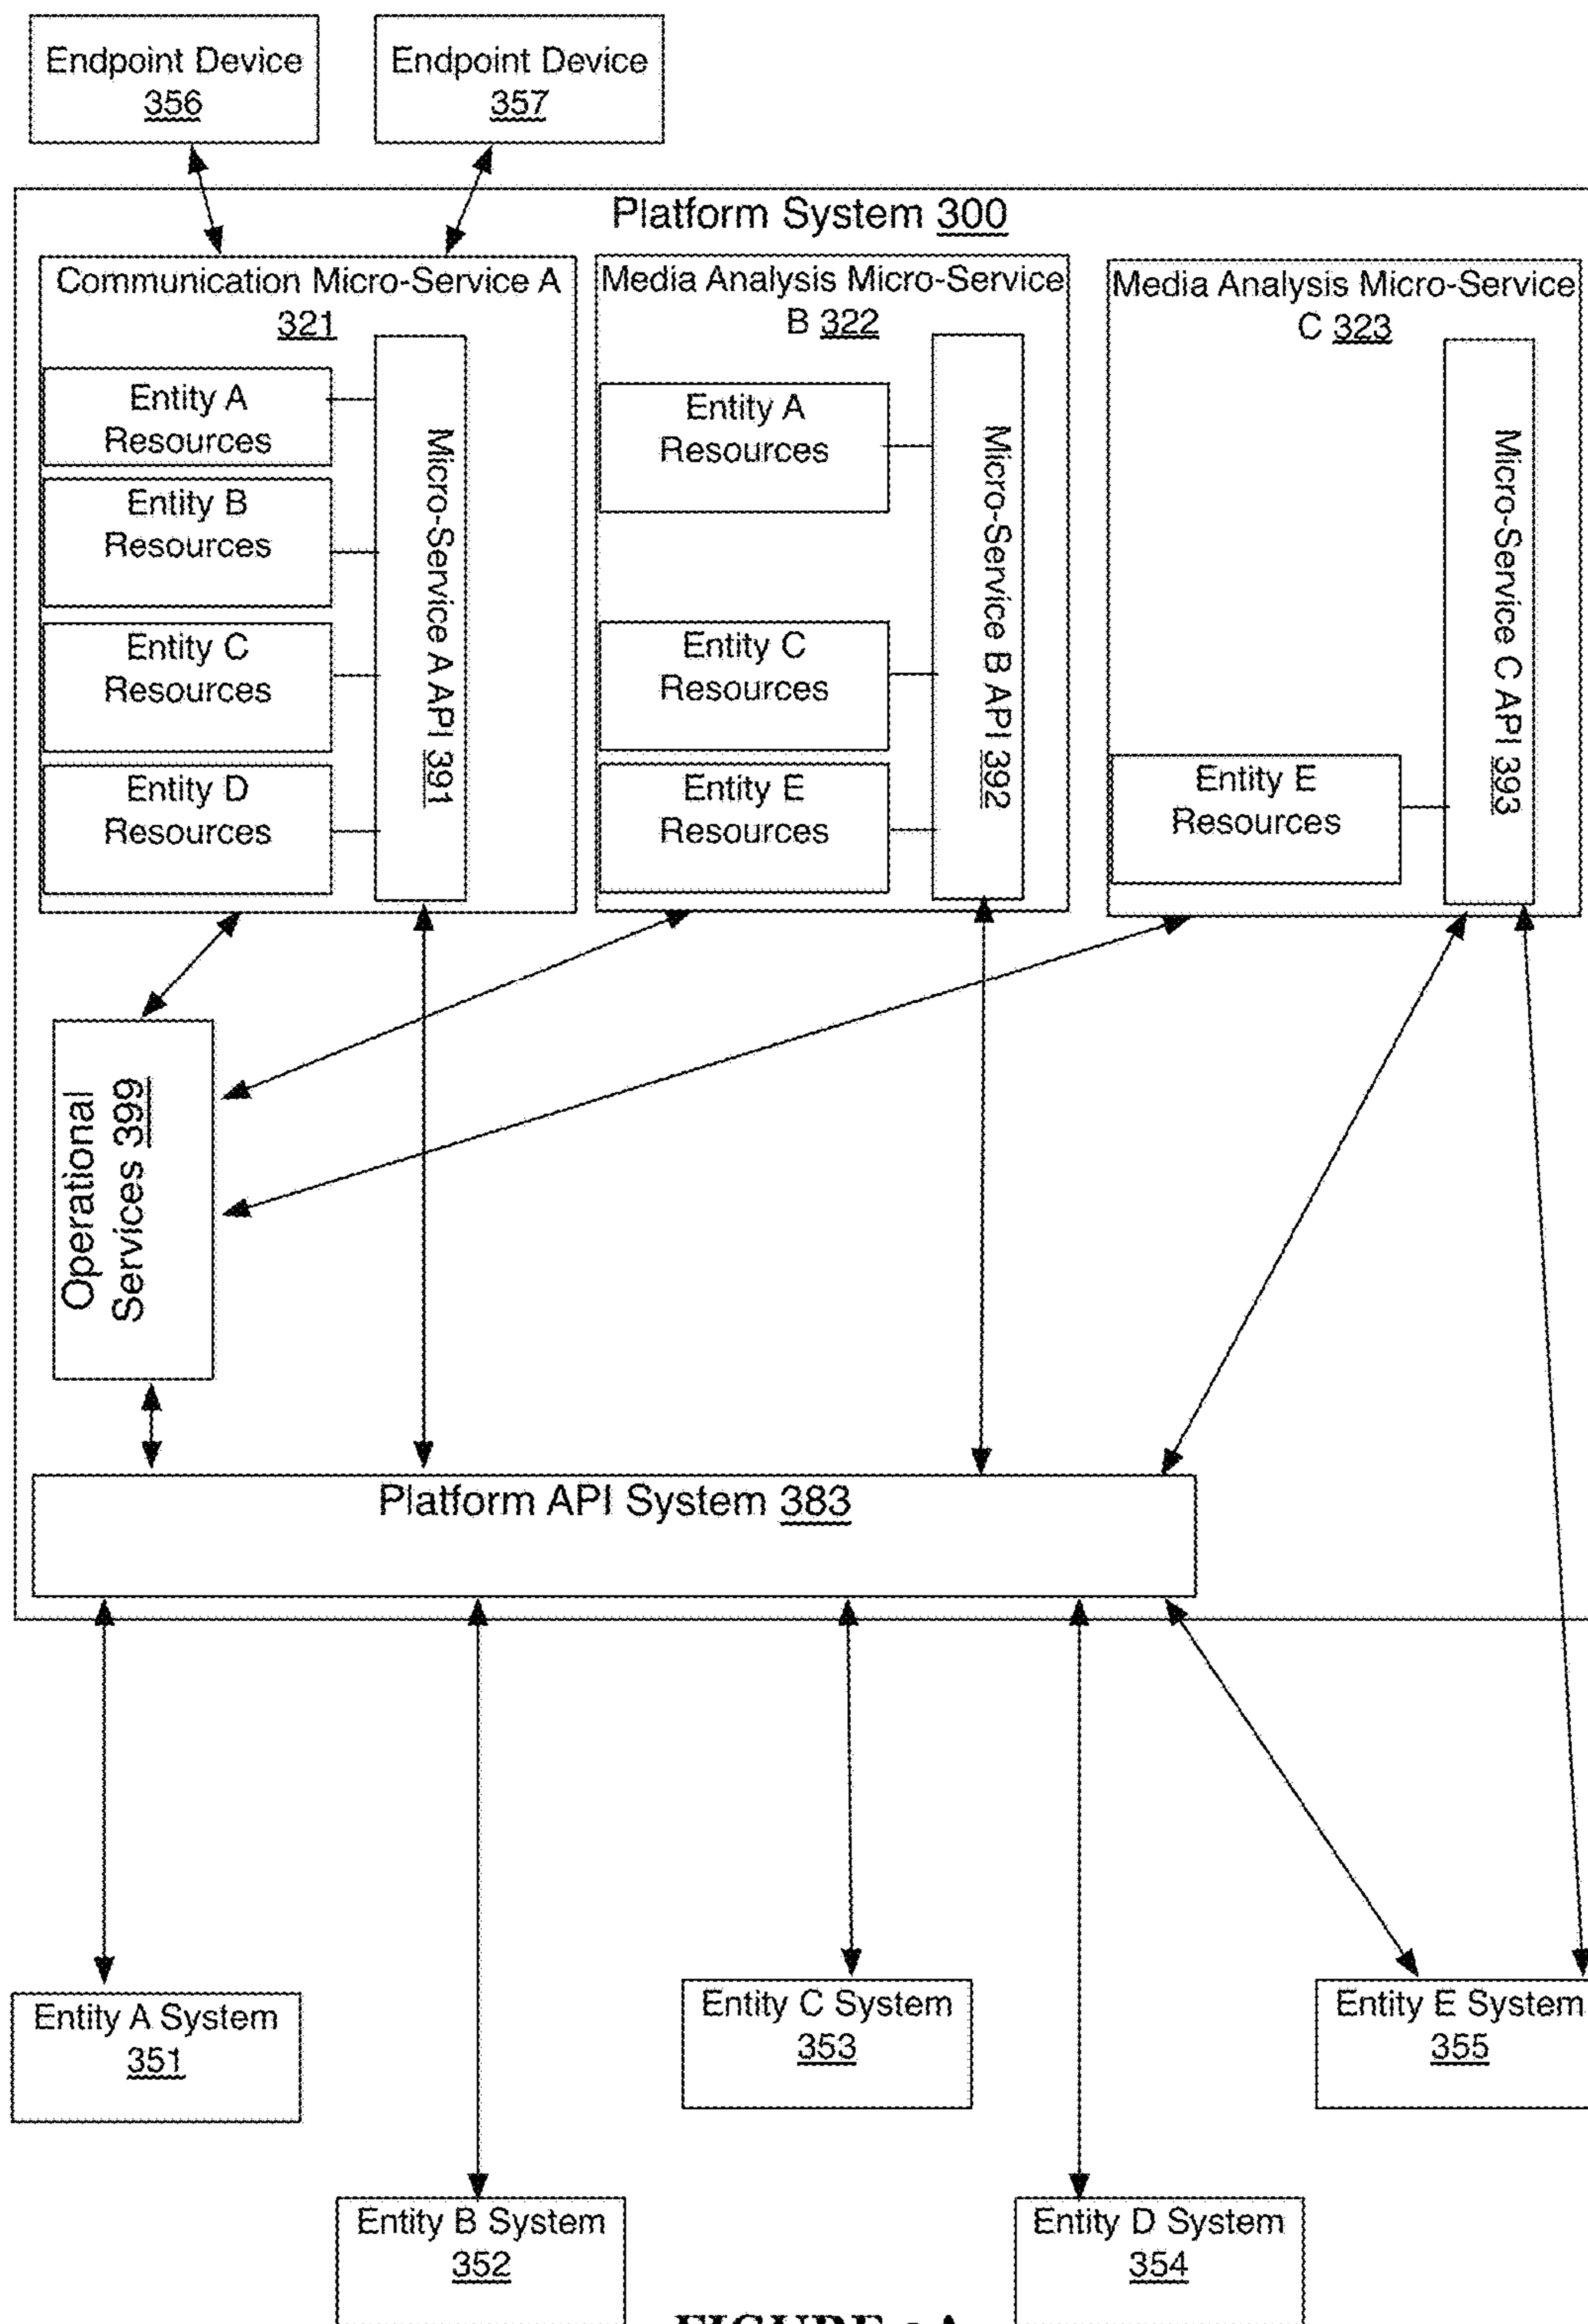 Endpoint Device
356
Endpoint Device
357
Platform System 300
Communication Micro-Service A
321
Entity A
Resources
Entity B
Resources
Entity C
Resources
Entity D
Resources
Micro-Service A API 391
Media Analysis Micro-Service
B 322
Entity A
Resources
Entity C
Resources
Entity E
Resources
Micro-Service B API 392
Media Analysis Micro-Service
C 323
Entity E
Resources
Micro-Service C API 393
Operational
Services 399
Platform API System 383
Entity A System
351
Entity C System
353
Entity E System
355
Entity B System
352
Entity D System
354
FIGURE